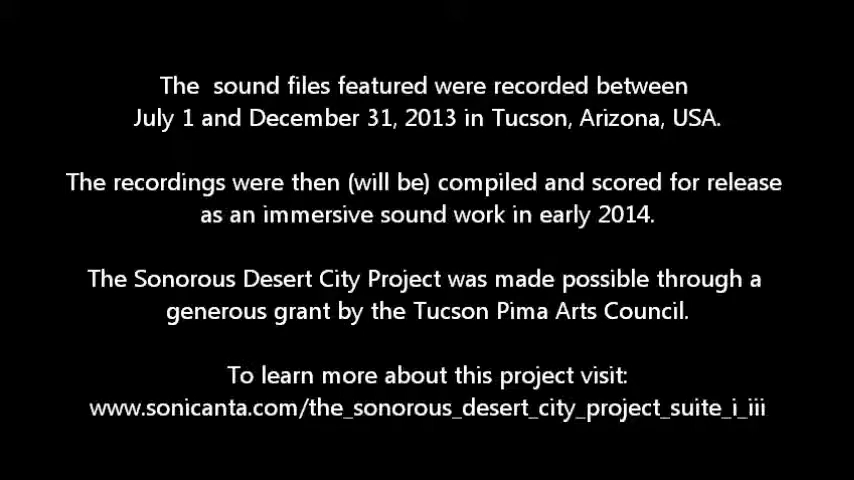 The  sound files featured were recorded between
July 1 and December 31, 2013 in Tucson, Arizona, USA.
The recordings were then (will be) compiled and scored for release
as an immersive sound work in early 2014.
The Sonorous Desert City Project was made possible through a
generous grant by the Tucson Pima Arts Council.
To learn more about this project visit:
www.sonicanta.com/the_sonorous_desert_city_project_suite_i_iii